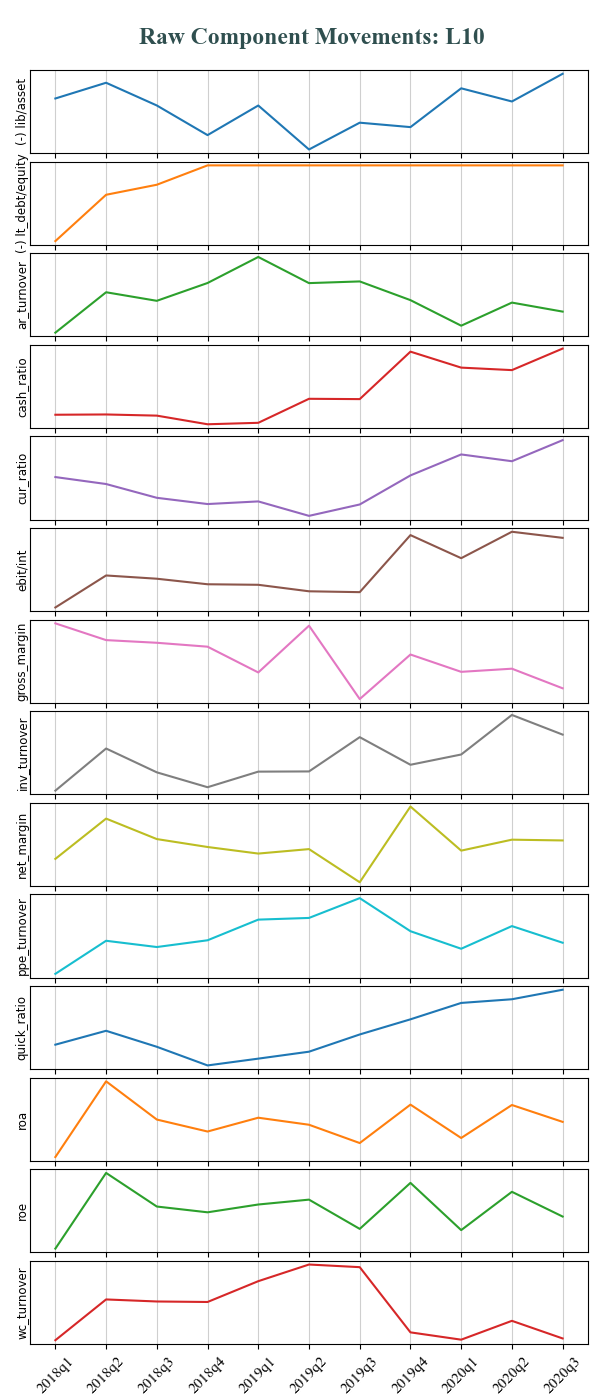 Raw Component Movements: L10
(-) lib/asset
(-) lt_debt/equity
ar_turnover
cash_ratio
cur_ratio
ebit/int
gross_margin
inv_turnover
net_margin
ppe_turnover
quick_ratio
roa
roe
wc_turnover
2018q1 2018q2 2018q3 2018q4 2019q1 2019q2 2019q3 2019q4 2020q1 2020q2 2020q3